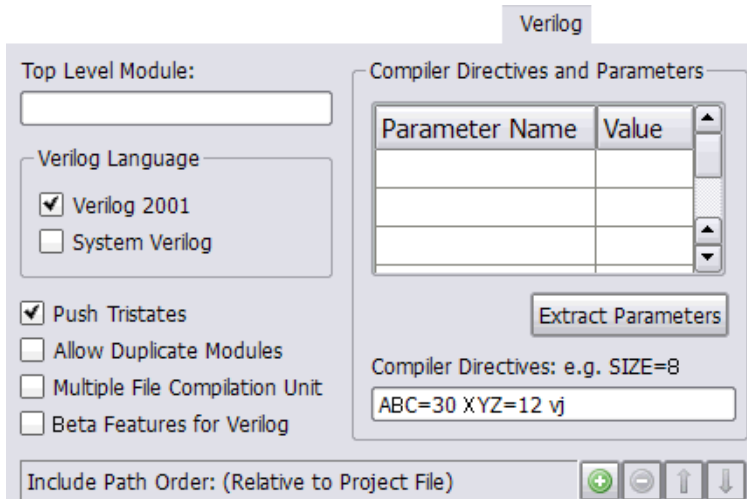 Verilog
Top Level Module:
Verilog Language
Verilog 2001
System Verilog
Push Tristates
Allow Duplicate Modules
Multiple File Compilation Unit
Beta Features for Verilog
Compiler Directives and Parameters
Parameter Name Value
Extract Parameters
Compiler Directives: e.g. SIZE=8
ABC=30 XYZ=12 vj
Include Path Order: (Relative to Project File)